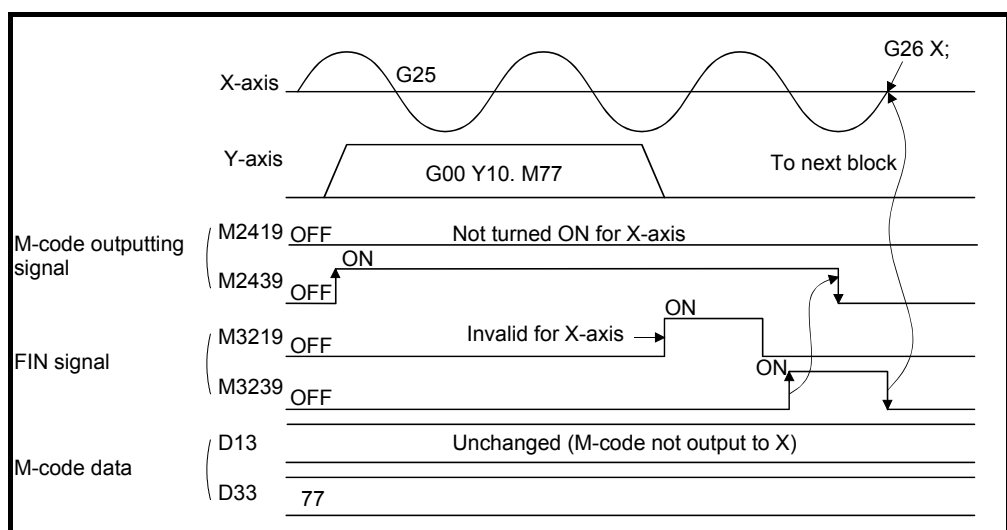 G26 X;
X-axis
G25
Y-axis
G00 Y10. M77
To next block
M-code outputting
signal
M2419 OFF
Not turned ON for X-axis
ON
M2439 OFF
ON
FIN signal
M3219 OFF
Invalid for X-axis
ON
M3239 OFF
M-code data
D13
Unchanged (M-code not output to X)
D33
77